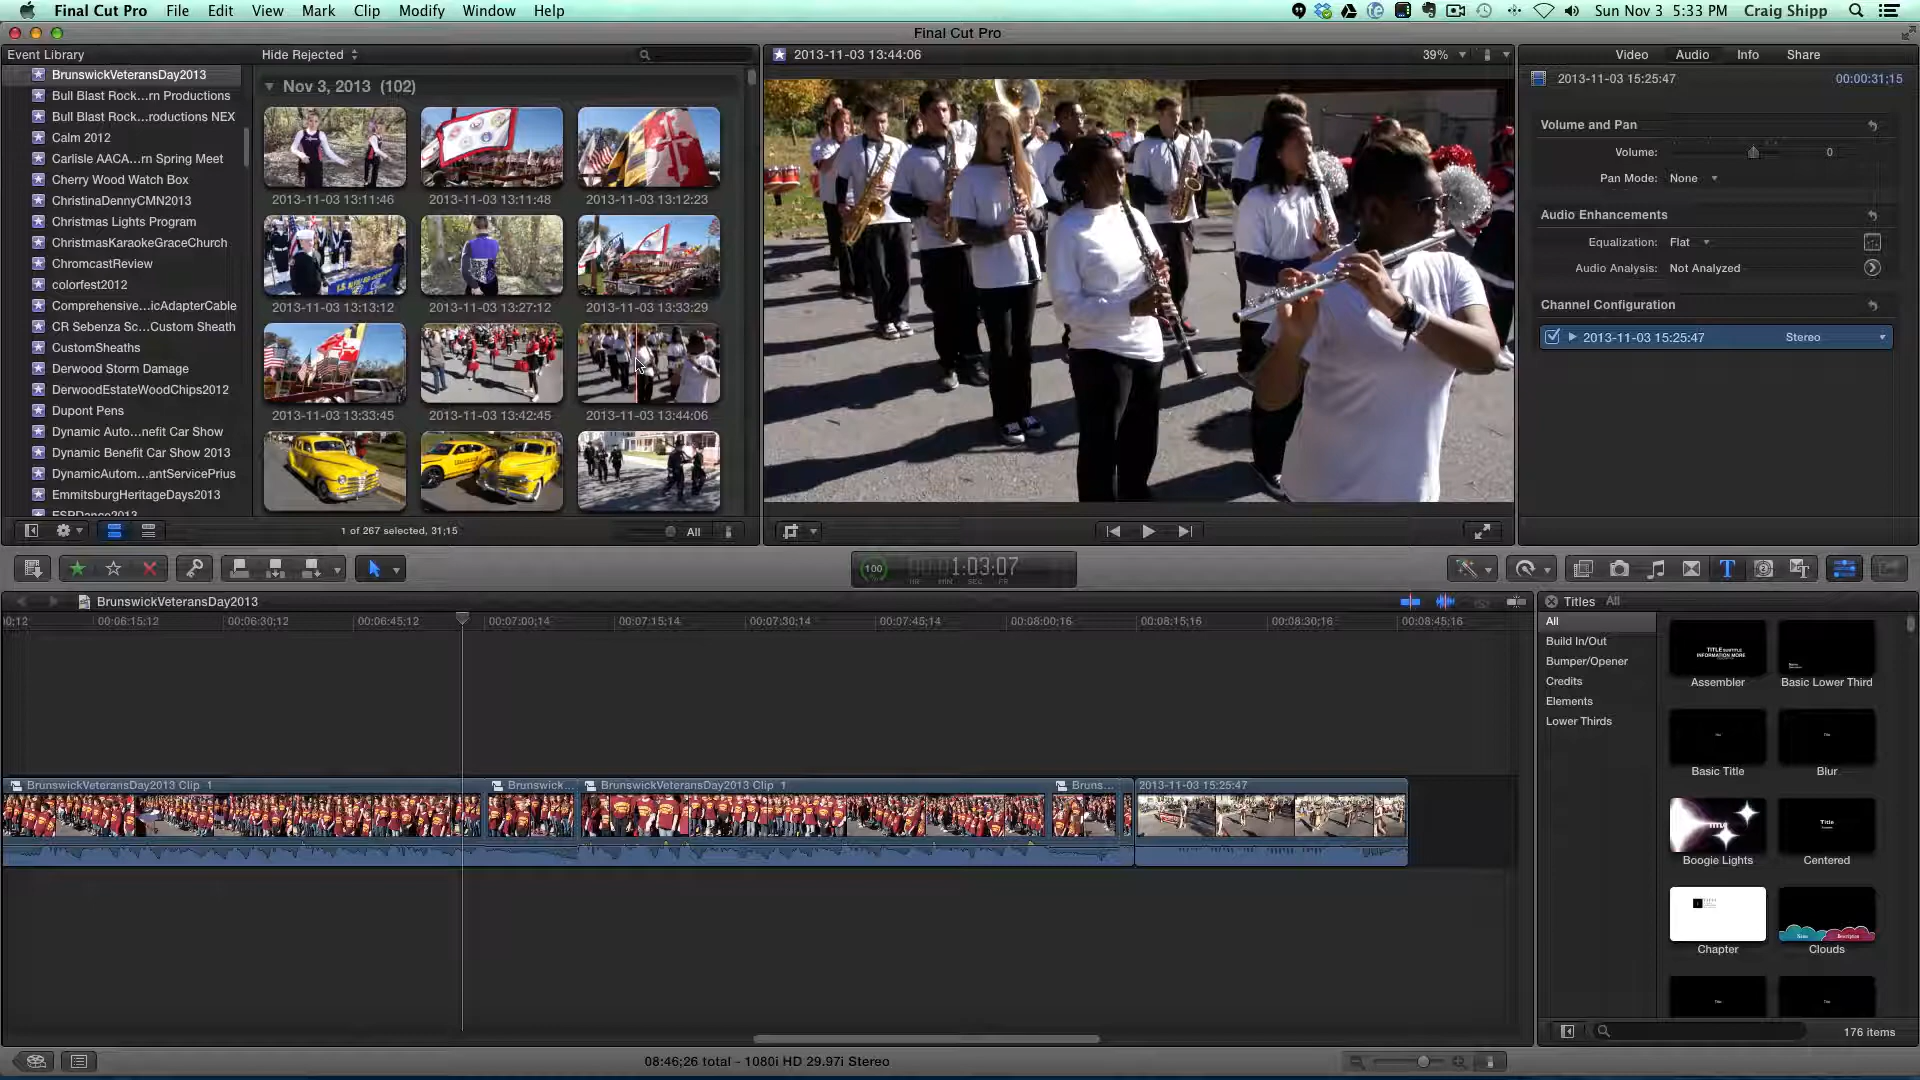 Final Cut Pro File Edit View Mark Clip Modify Window Help
Sun Nov 3 5:33 PM Craig Shipp
Final Cut Pro
Event Library
Hide Rejected
BrunswickVeteransDay2013
Bull Blast Rock...rn Productions
Bull Blast Rock...roductions NEX
Calm 2012
Carlisle AACA...rn Spring Meet
Cherry Wood Watch Box
ChristinaDennyCMN2013
Christmas Lights Program
ChristmasKaraokeGraceChurch
ChromcastReview
colorfest2012
Comprehensive...icAdapterCable
CR Sebenza Sc...Custom Sheath
CustomSheaths
Derwood Storm Damage
DerwoodEstateWoodChips2012
Dupont Pens
Dynamic Auto...nefit Car Show
Dynamic Benefit Car Show 2013
DynamicAutom...antServicePrius
EmmitsburgHeritageDays2013
Nov 3, 2013 (102)
2013-11-03 13:11:46
2013-11-03 13:11:48
2013-11-03 13:12:23
2013-11-03 13:13:12
2013-11-03 13:27:12
2013-11-03 13:33:29
2013-11-03 13:33:45
2013-11-03 13:42:45
2013-11-03 13:44:06
1 of 267 selected, 31;15
All
2013-11-03 13:44:06
39%
Video Audio Info Share
2013-11-03 15:25:47
00:00:31;15
Volume and Pan
Volume: 0
Pan Mode: None
Audio Enhancements
Equalization: Flat
Audio Analysis: Not Analyzed
Channel Configuration
2013-11-03 15:25:47 Stereo
100
1:03:07
HR MIN SEC FR
BrunswickVeteransDay2013
0;12 00:06:15;12 00:06:30;12 00:06:45;12 00:07:00;14 00:07:15;14 00:07:30;14 00:07:45;14 00:08:00;16 00:08:15;16 00:08:30;16 00:08:45;16
BrunswickVeteransDay2013 Clip 1
Brunswick...
BrunswickVeteransDay2013 Clip 1
Bruns...
2013-11-03 15:25:47
Titles All
All
Build In/Out
Bumper/Opener
Credits
Elements
Lower Thirds
Assembler
Basic Lower Third
Basic Title
Blur
Title
Boogie Lights
Centered
Chapter
Clouds
176 items
08:46;26 total - 1080i HD 29.97i Stereo